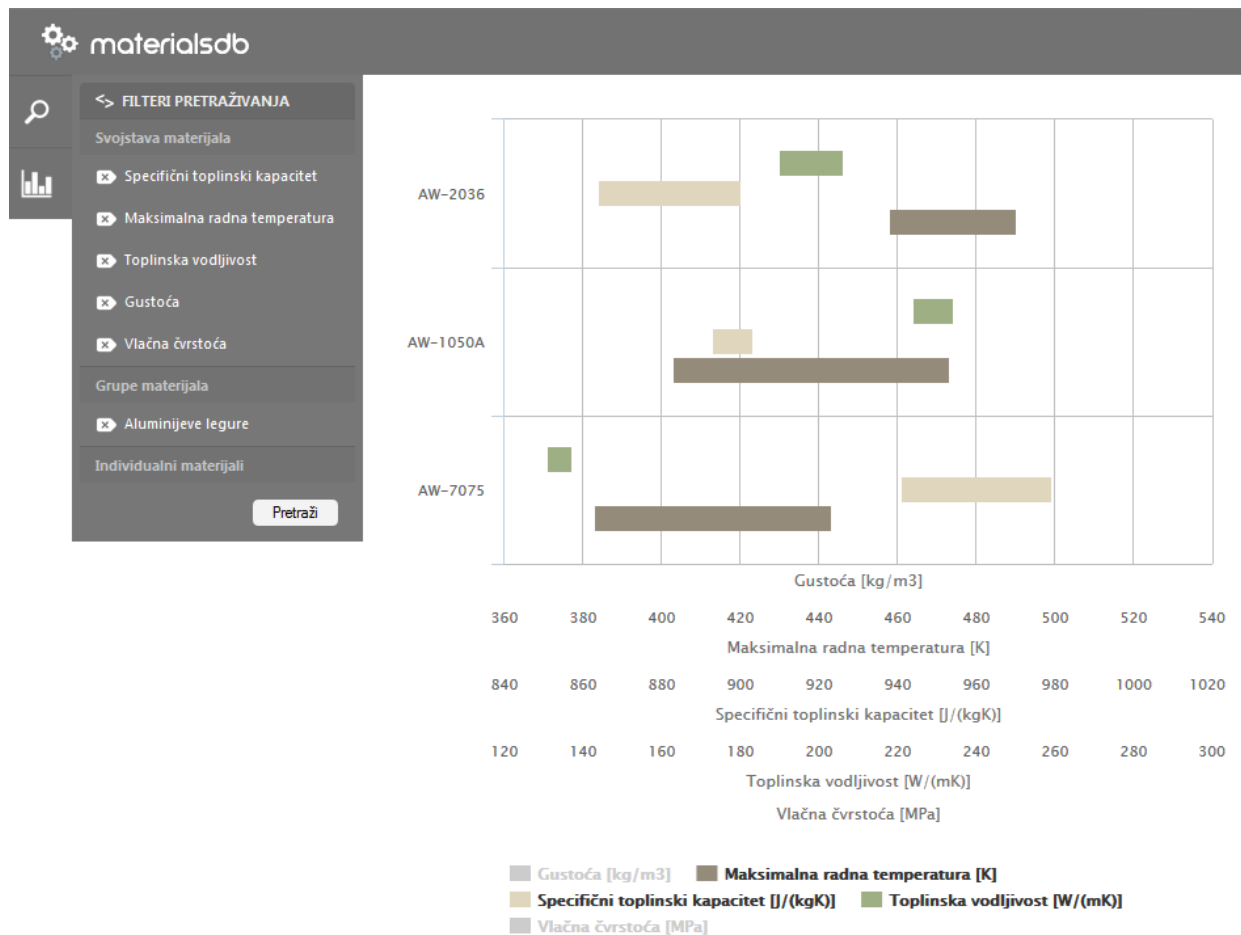 materialsdb
<> FILTERI PRETRAŽIVANJA
Svojstava materijala
Specifični toplinski kapacitet
Maksimalna radna temperatura
Toplinska vodljivost
Gustoća
Vlačna čvrstoća
Grupe materijala
Aluminijeve legure
Individualni materijali
Pretraži
AW-2036
AW-1050A
AW-7075
Gustoća [kg/m3]
360 380 400 420 440 460 480 500 520 540
Maksimalna radna temperatura [K]
840 860 880 900 920 940 960 980 1000 1020
Specifični toplinski kapacitet [J/(kgK)]
120 140 160 180 200 220 240 260 280 300
Toplinska vodljivost [W/(mK)]
Vlačna čvrstoća [MPa]
Gustoća [kg/m3] Maksimalna radna temperatura [K]
Specifični toplinski kapacitet [J/(kgK)] Toplinska vodljivost [W/(mK)]
Vlačna čvrstoća [MPa]